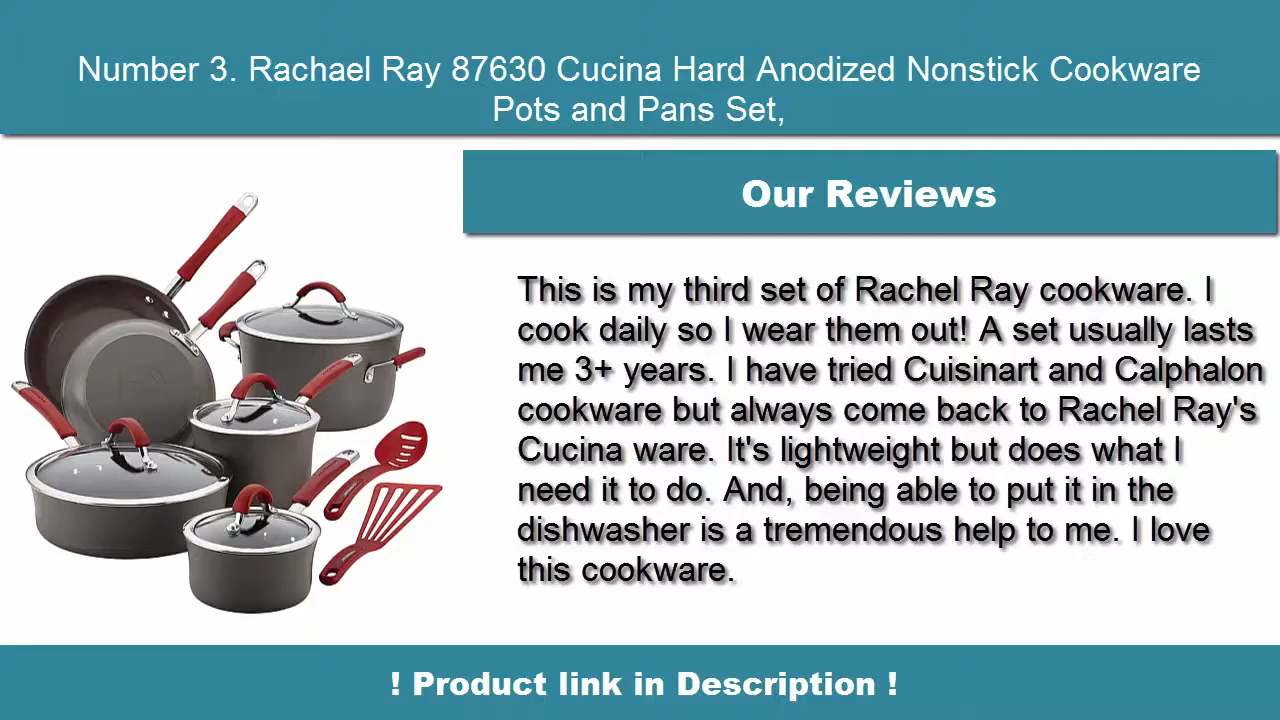 Number 3. Rachael Ray 87630 Cucina Hard Anodized Nonstick Cookware
Pots and Pans Set,
Our Reviews
This is my third set of Rachel Ray cookware. I
cook daily so I wear them out! A set usually lasts
me 3+ years. I have tried Cuisinart and Calphalon
cookware but always come back to Rachel Ray's
Cucina ware. It's lightweight but does what I
need it to do. And, being able to put it in the
dishwasher is a tremendous help to me. I love
this cookware.
! Product link in Description !